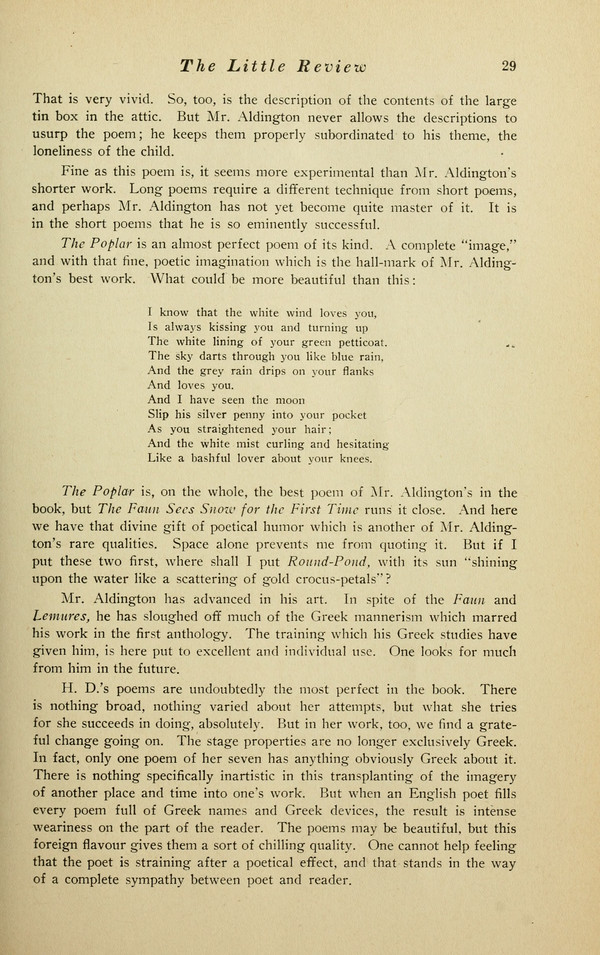 The Little Review 29
That is very vivid. So, too, is the description of the contents of the large
tin box in the attic. But Mr. Aldington never allows the descriptions to
usurp the poem; he keeps them properly subordinated to his theme, the
loneliness of the child.
Fine as this poem is, it seems more experimental than Mr. Aldington's
shorter work. Long poems require a different technique from short poems,
and perhaps Mr. Aldington has not yet become quite master of it. It is
in the short poems that he is so eminently successful.
The Poplar is an almost perfect poem of its kind. A complete "image,"
and with that fine, poetic imagination which is the hall-mark of Mr. Alding-
ton's best work. What could be more beautiful than this:
I know that the white wind loves you,
Is always kissing you and turning up
The white lining of your green petticoat.
The sky darts through you like blue rain,
And the grey rain drips on your flanks
And loves you.
And I have seen the moon
Slip his silver penny into your pocket
As you straightened your hair;
And the white mist curling and hesitating
Like a bashful lover about your knees.
The Poplar is, on the whole, the best poem of Mr. Aldington's in the
book, but The Faun Sees Snow for the First Time runs it close. And here
we have that divine gift of poetical humor which is another of Mr. Alding-
ton's rare qualities. Space alone prevents me from quoting it. But if I
put these two first, where shall I put Round-Pond, with its sun "shining
upon the water like a scattering of gold crocus-petals"?
Mr. Aldington has advanced in his art. In spite of the Faun and
Lemures, he has sloughed off much of the Greek mannerism which marred
his work in the first anthology. The training which his Greek studies have
given him, is here put to excellent and individual use. One looks for much
from him in the future.
H. D.'s poems are undoubtedly the most perfect in the book. There
is nothing broad, nothing varied about her attempts, but what she tries
for she succeeds in doing, absolutely. But in her work, too, we find a grate-
ful change going on. The stage properties are no longer exclusively Greek.
In fact, only one poem of her seven has anything obviously Greek about it.
There is nothing specifically inartistic in this transplanting of the imagery
of another place and time into one's work. But when an English poet fills
every poem full of Greek names and Greek devices, the result is intense
weariness on the part of the reader. The poems may be beautiful, but this
foreign flavour gives them a sort of chilling quality. One cannot help feeling
that the poet is straining after a poetical effect, and that stands in the way
of a complete sympathy between poet and reader.